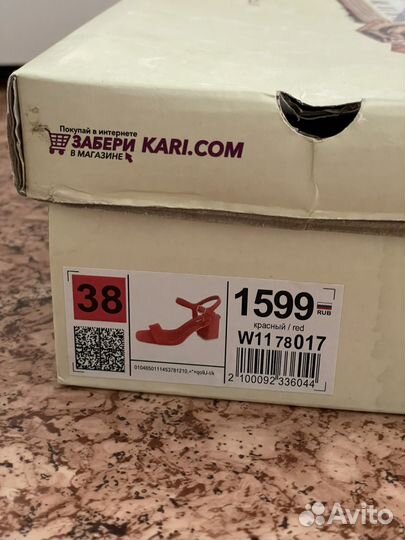 Покупай в интернете
ЗАБЕРИ KARI.COM
В МАГАЗИНЕ
38
1599
RUB
красный / red
W1178017
2 100092 336044
Avito